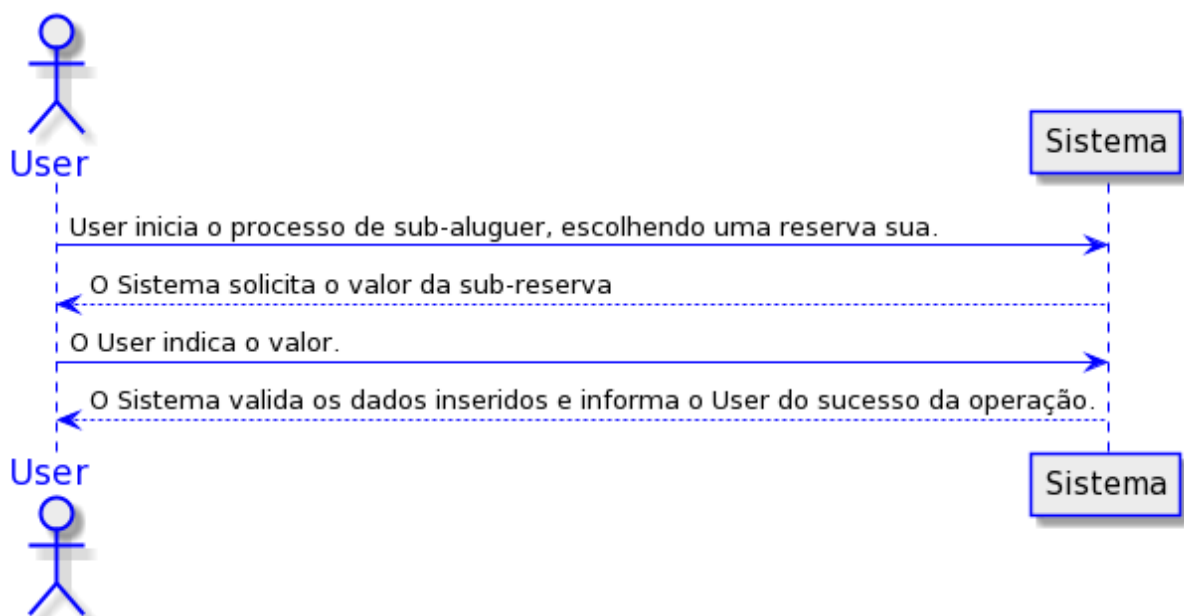 User
Sistema
User inicia o processo de sub-aluguer, escolhendo uma reserva sua.
O Sistema solicita o valor da sub-reserva
O User indica o valor.
O Sistema valida os dados inseridos e informa o User do sucesso da operação.
User
Sistema